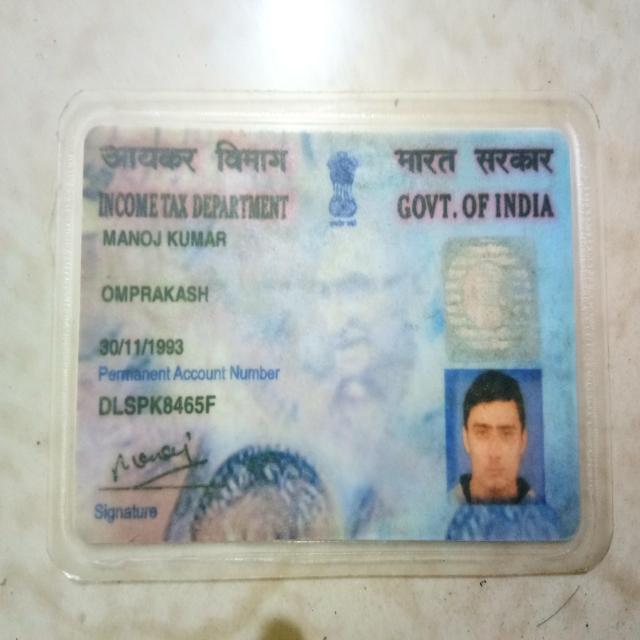 आयकर विभाग
भारत सरकार
INCOME TAX DEPARTMENT
GOVT. OF INDIA
MANOJ KUMAR
OMPRAKASH
30/11/1993
Permanent Account Number
DLSPK8465F
Manoj
Signature